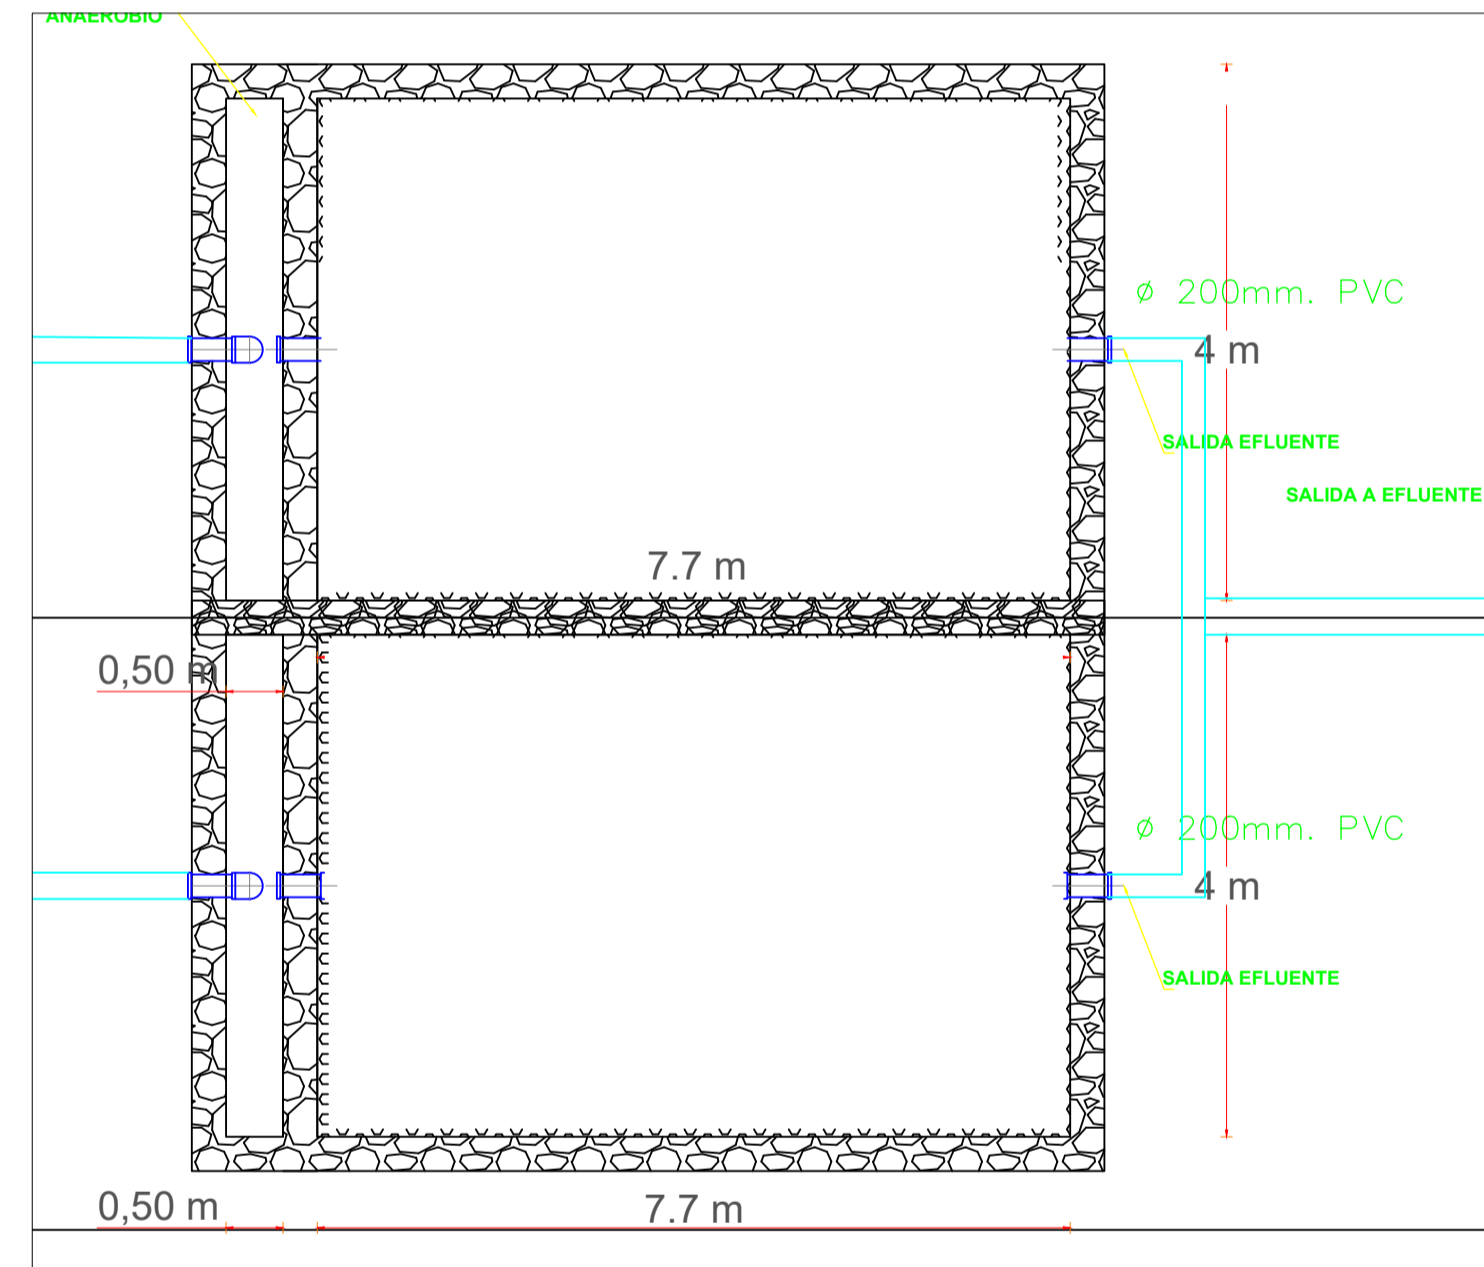 ANAEROBIO
ø 200mm. PVC
4 m
SALIDA EFLUENTE
SALIDA A EFLUENTE
7.7 m
0,50 m
ø 200mm. PVC
4 m
SALIDA EFLUENTE
0,50 m
7.7 m